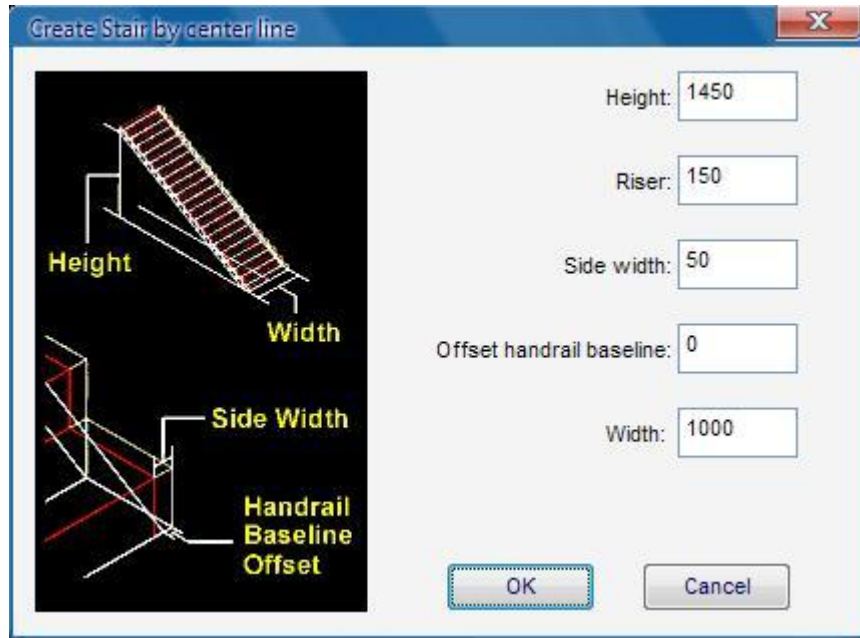 Create Stair by center line
Height
Width
Side Width
Handrail
Baseline
Offset
Height: 1450
Riser: 150
Side width: 50
Offset handrail baseline: 0
Width: 1000
OK Cancel